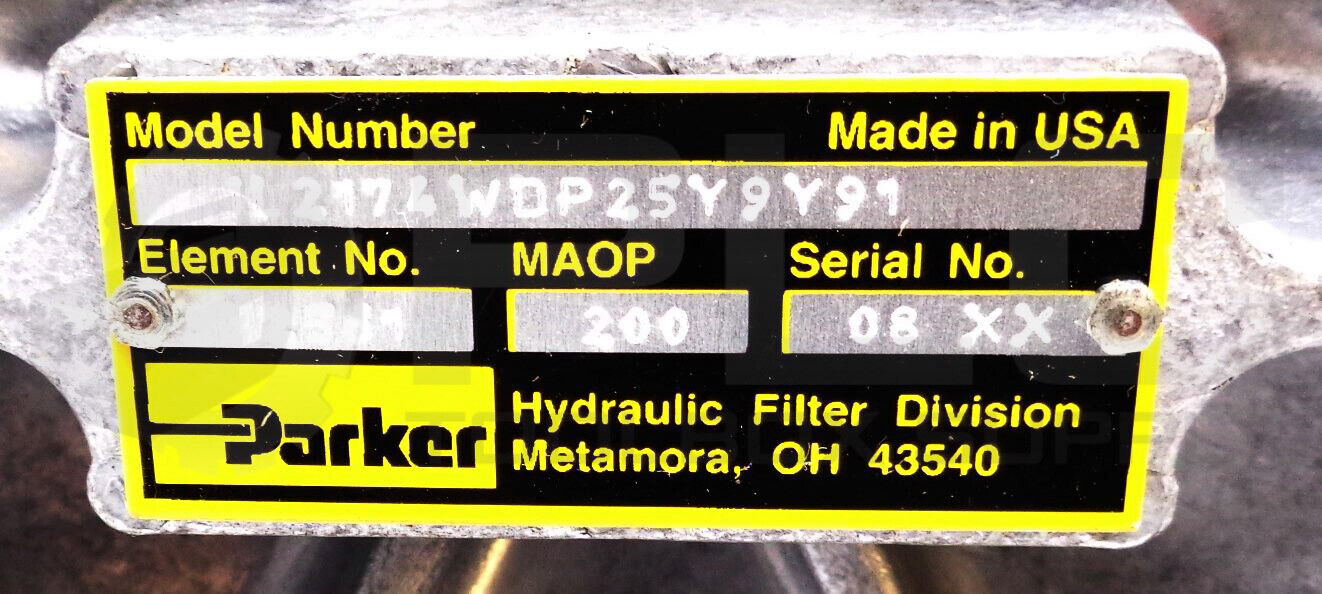 Model Number Made in USA
IL2174WDP25Y9Y91
Element No. MAOP Serial No.
200 08 XX
Parker Hydraulic Filter Division
Metamora, OH 43540